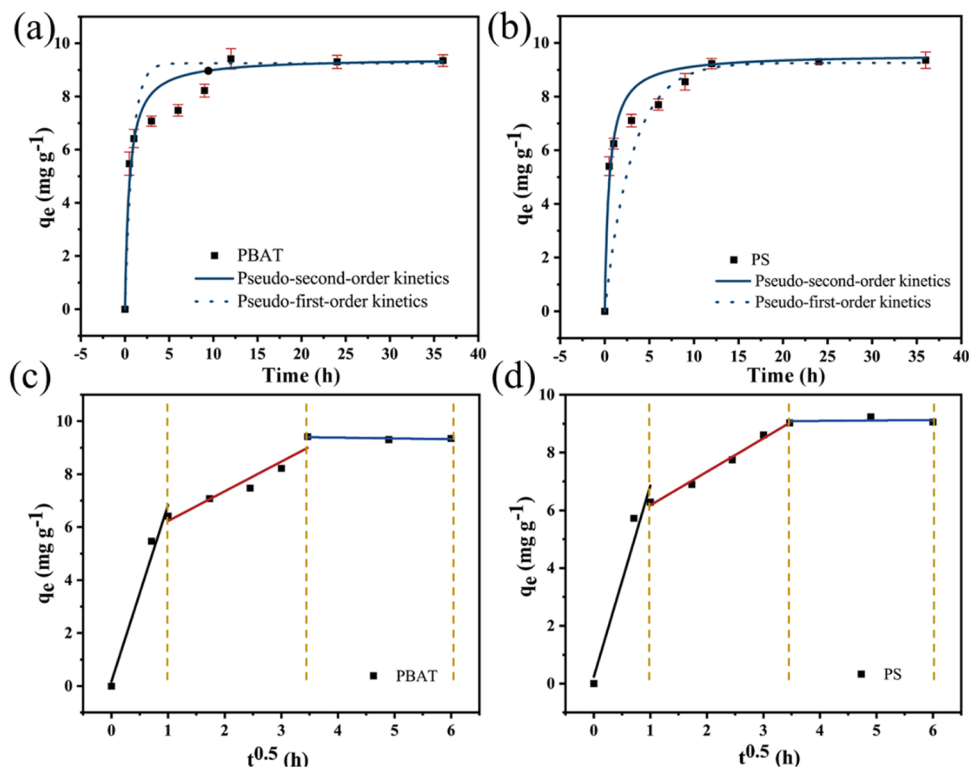 (a)
10
8
6
4
2
0
qe (mg g-1)
PBAT
Pseudo-second-order kinetics
Pseudo-first-order kinetics
-5 0 5 10 15 20 25 30 35 40
Time (h)
(b)
10
8
6
4
2
0
qe (mg g-1)
PS
Pseudo-second-order kinetics
Pseudo-first-order kinetics
-5 0 5 10 15 20 25 30 35 40
Time (h)
(c)
10
8
6
4
2
0
qe (mg g-1)
PBAT
0 1 2 3 4 5 6
t0.5 (h)
(d)
10
8
6
4
2
0
qe (mg g-1)
PS
0 1 2 3 4 5 6
t0.5 (h)